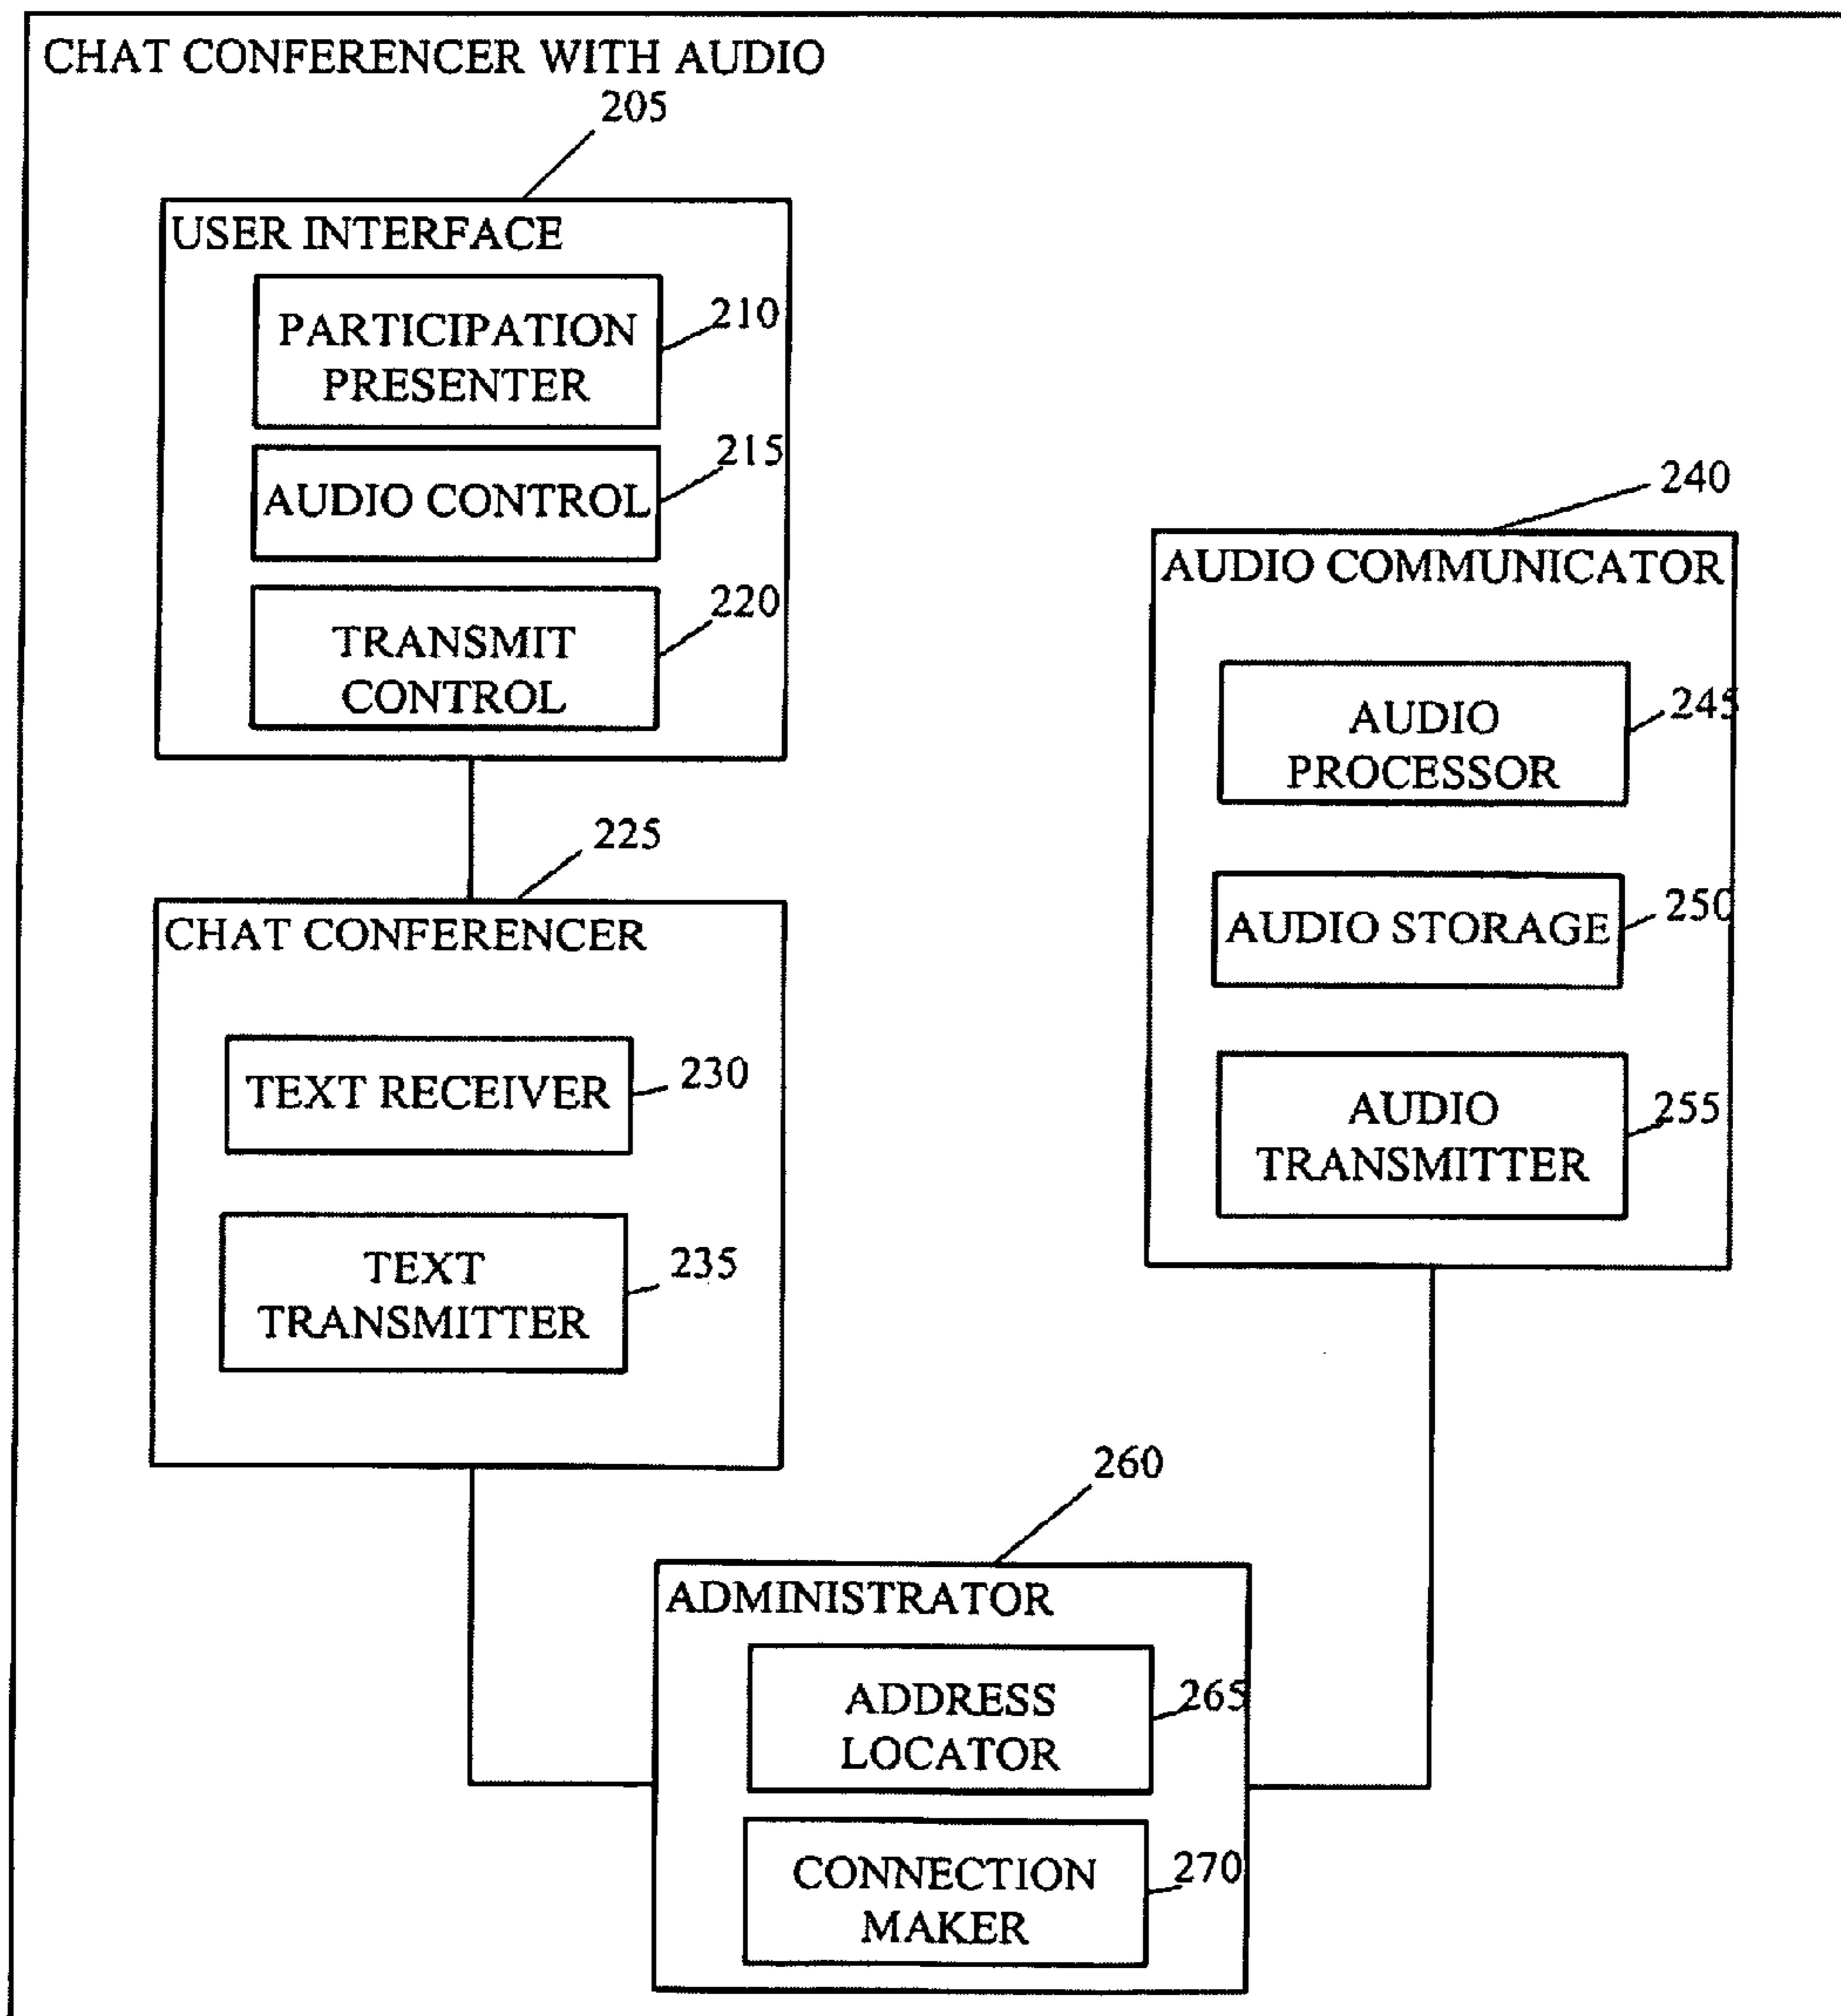 CHAT CONFERENCER WITH AUDIO
205
USER INTERFACE
PARTICIPATION
PRESENTER
210
AUDIO CONTROL
215
TRANSMIT
CONTROL
220
225
CHAT CONFERENCER
TEXT RECEIVER
230
TEXT
TRANSMITTER
235
240
AUDIO COMMUNICATOR
AUDIO
PROCESSOR
245
AUDIO STORAGE
250
AUDIO
TRANSMITTER
255
260
ADMINISTRATOR
ADDRESS
LOCATOR
265
CONNECTION
MAKER
270